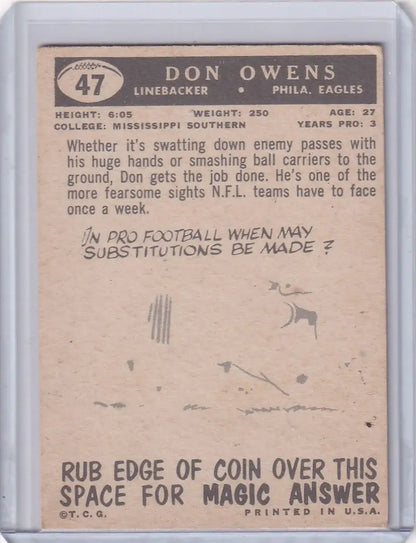 47
DON OWENS
LINEBACKER • PHILA. EAGLES
HEIGHT: 6:05 WEIGHT: 250 AGE: 27
COLLEGE: MISSISSIPPI SOUTHERN YEARS PRO: 3
Whether it's swatting down enemy passes with
his huge hands or smashing ball carriers to the
ground, Don gets the job done. He's one of the
more fearsome sights N.F.L. teams have to face
once a week.
IN PRO FOOTBALL WHEN MAY
SUBSTITUTIONS BE MADE?
RUB EDGE OF COIN OVER THIS
SPACE FOR MAGIC ANSWER
©T.C.G. PRINTED IN U.S.A.